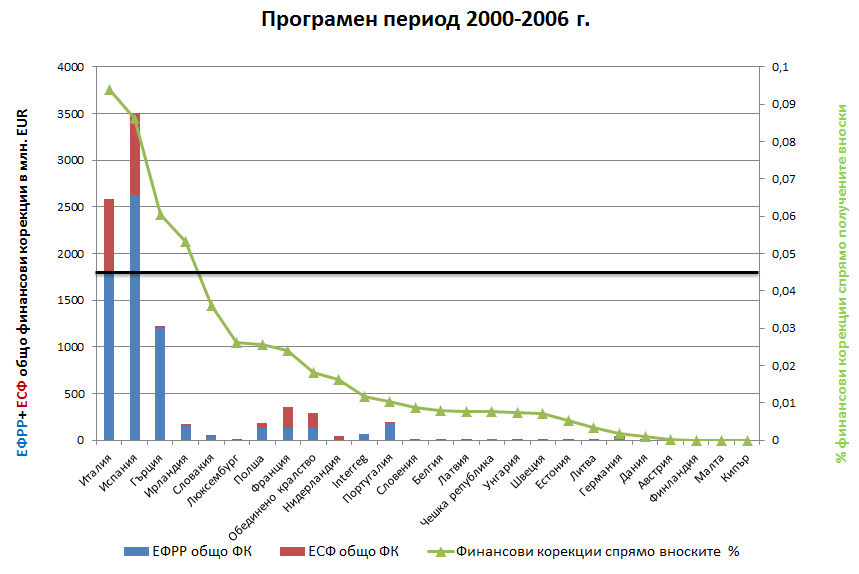 Програмен период 2000-2006 г.
ЕФРР+ ЕСФ общо финансови корекции в млн. EUR
4000
3500
3000
2500
2000
1500
1000
500
0
0,1
0,09
0,08
0,07
0,06
0,05
0,04
0,03
0,02
0,01
0
% финансови корекции спрямо получените вноски
Италия
Испания
Гърция
Ирландия
Словакия
Люксембург
Полша
Франция
Обединено кралство
Нидерландия
Interreg
Португалия
Словения
Белгия
Латвия
Чешка република
Унгария
Швеция
Естония
Литва
Германия
Дания
Австрия
Финландия
Малта
Кипър
ЕФРР общо ФК
ЕСФ общо ФК
Финансови корекции спрямо вноските %